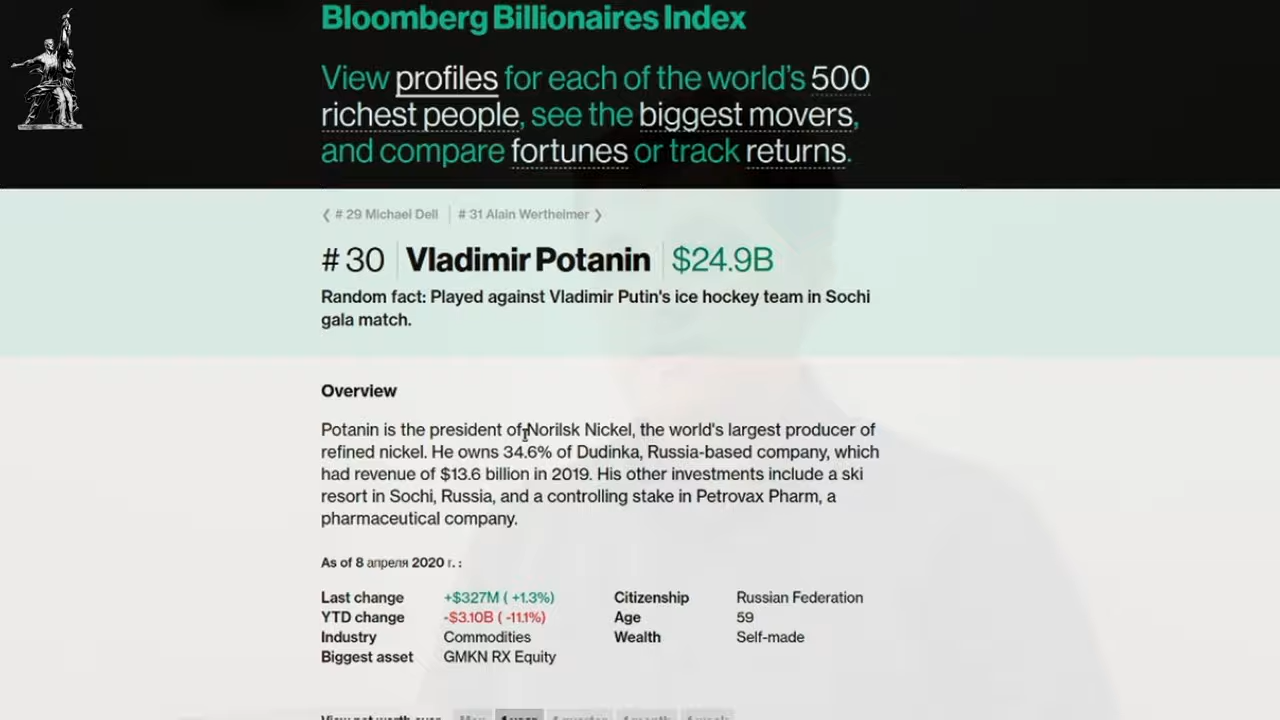 Bloomberg Billionaires Index
View profiles for each of the world's 500
richest people, see the biggest movers,
and compare fortunes or track returns.
❮ # 29 Michael Dell | # 31 Alain Wertheimer ❯
# 30 | Vladimir Potanin | $24.9B
Random fact: Played against Vladimir Putin's ice hockey team in Sochi
gala match.
Overview
Potanin is the president of Norilsk Nickel, the world's largest producer of
refined nickel. He owns 34.6% of Dudinka, Russia-based company, which
had revenue of $13.6 billion in 2019. His other investments include a ski
resort in Sochi, Russia, and a controlling stake in Petrovax Pharm, a
pharmaceutical company.
As of 8 апреля 2020 г. :
Last change +$327M ( +1.3%) Citizenship Russian Federation
YTD change -$3.10B ( -11.1%) Age 59
Industry Commodities Wealth Self-made
Biggest asset GMKN RX Equity
View net worth over